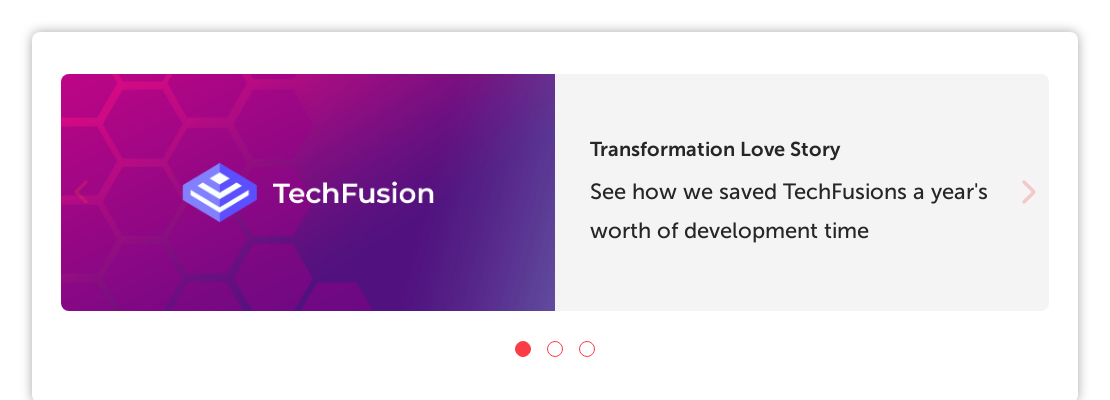 TechFusion
Transformation Love Story
See how we saved TechFusions a year's
worth of development time